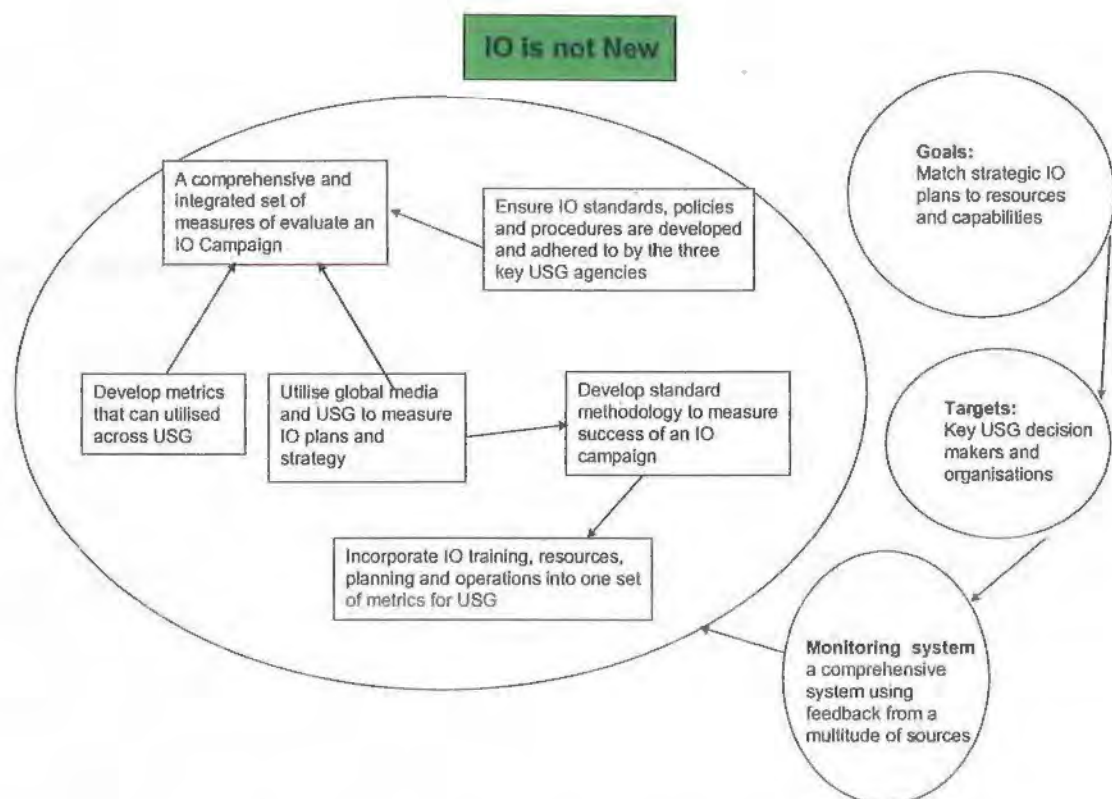 IO is not New
A comprehensive and
integrated set of
measures of evaluate an
IO Campaign
Ensure IO standards, policies
and procedures are developed
and adhered to by the three
key USG agencies
Develop metrics
that can utilised
across USG
Utilise global media
and USG to measure
IO plans and
strategy
Develop standard
methodology to measure
success of an IO
campaign
Incorporate IO training, resources,
planning and operations into one set
of metrics for USG
Goals:
Match strategic IO
plans to resources
and capabilities
Targets:
Key USG decision
makers and
organisations
Monitoring system
a comprehensive
system using
feedback from a
multitude of sources